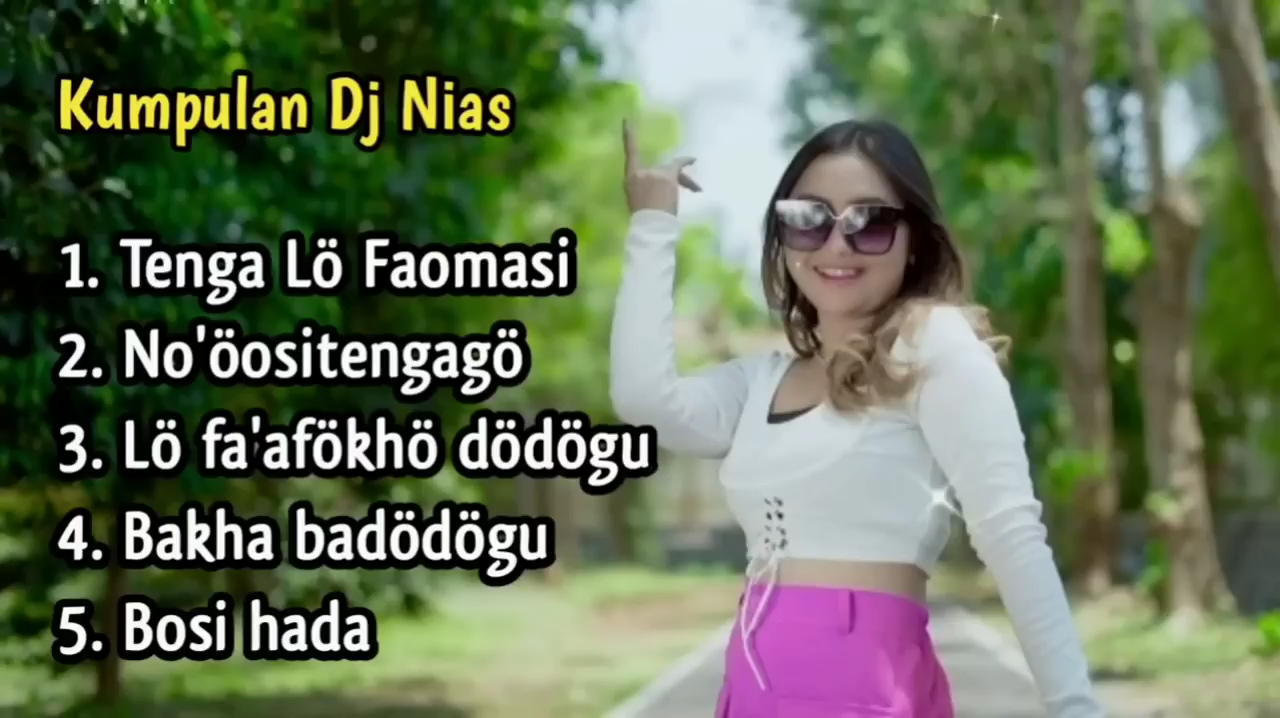 Kumpulan Dj Nias
1. Tenga Lö Faomasi
2. No'öositengagö
3. Lö fa'afökhö dödögu
4. Bakha badödögu
5. Bosi hada